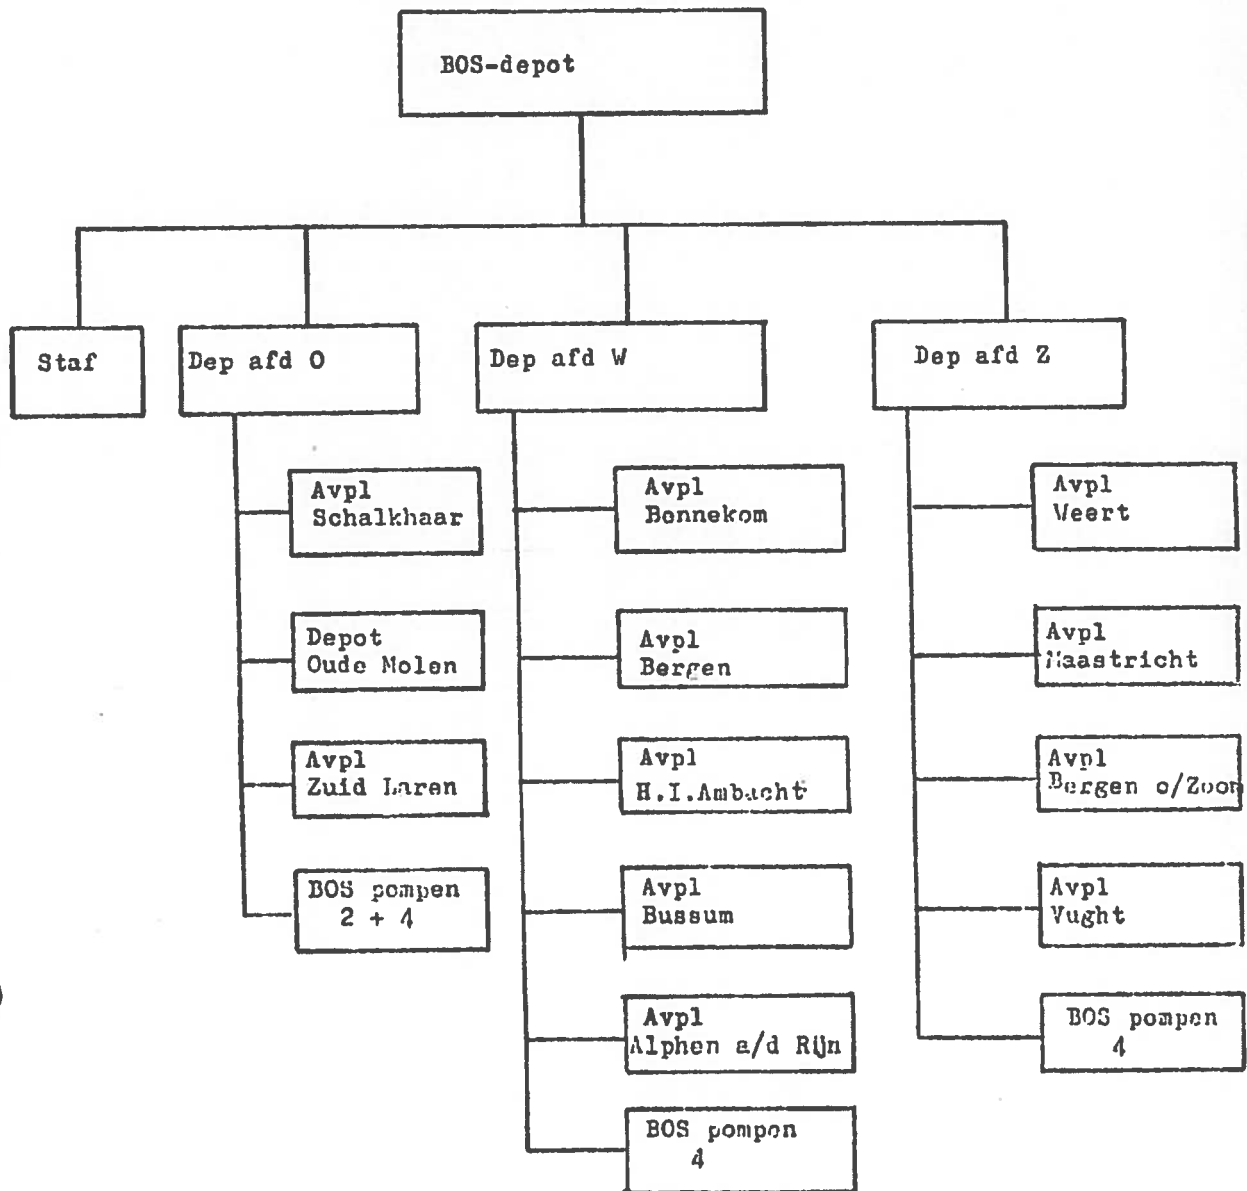 BOS-depot
Staf
Dep afd O
Dep afd W
Dep afd Z
Avpl
Schalkhaar
Depot
Oude Molen
Avpl
Zuid Laren
BOS pompen
2 + 4
Avpl
Bennekom
Avpl
Bergen
Avpl
H.I.Ambacht
Avpl
Bussum
Avpl
Alphen a/d Rijn
BOS pompen
4
Avpl
Weert
Avpl
Maastricht
Avpl
Bergen o/Zoom
Avpl
Vught
BOS pompen
4